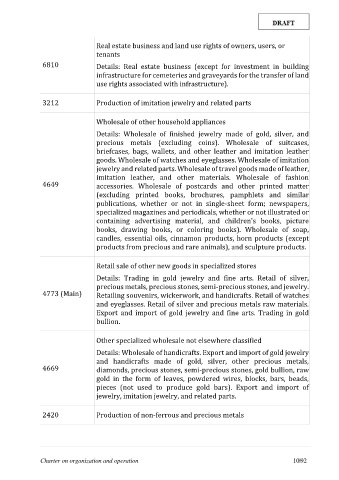 DRAFT
Real estate business and land use rights of owners, users, or
tenants
6810
Details: Real estate business (except for investment in building
infrastructure for cemeteries and graveyards for the transfer of land
use rights associated with infrastructure).
3212
Production of imitation jewelry and related parts
Wholesale of other household appliances
4649
Details: Wholesale of finished jewelry made of gold, silver, and
precious metals (excluding coins). Wholesale of suitcases,
briefcases, bags, wallets, and other leather and imitation leather
goods. Wholesale of watches and eyeglasses. Wholesale of imitation
jewelry and related parts. Wholesale of travel goods made of leather,
imitation leather, and other materials. Wholesale of fashion
accessories. Wholesale of postcards and other printed matter
(excluding printed books, brochures, pamphlets and similar
publications, whether or not in single-sheet form; newspapers,
specialized magazines and periodicals, whether or not illustrated or
containing advertising material, and children's books, picture
books, drawing books, or coloring books). Wholesale of soap,
candles, essential oils, cinnamon products, horn products (except
products from precious and rare animals), and sculpture products.
Retail sale of other new goods in specialized stores
4773 (Main)
Details: Trading in gold jewelry and fine arts. Retail of silver,
precious metals, precious stones, semi-precious stones, and jewelry.
Retailing souvenirs, wickerwork, and handicrafts. Retail of watches
and eyeglasses. Retail of silver and precious metals raw materials.
Export and import of gold jewelry and fine arts. Trading in gold
bullion.
Other specialized wholesale not elsewhere classified
4669
Details: Wholesale of handicrafts. Export and import of gold jewelry
and handicrafts made of gold, silver, other precious metals,
diamonds, precious stones, semi-precious stones, gold bullion, raw
gold in the form of leaves, powdered wires, blocks, bars, beads,
pieces (not used to produce gold bars). Export and import of
jewelry, imitation jewelry, and related parts.
2420
Production of non-ferrous and precious metals
Charter on organization and operation
10892